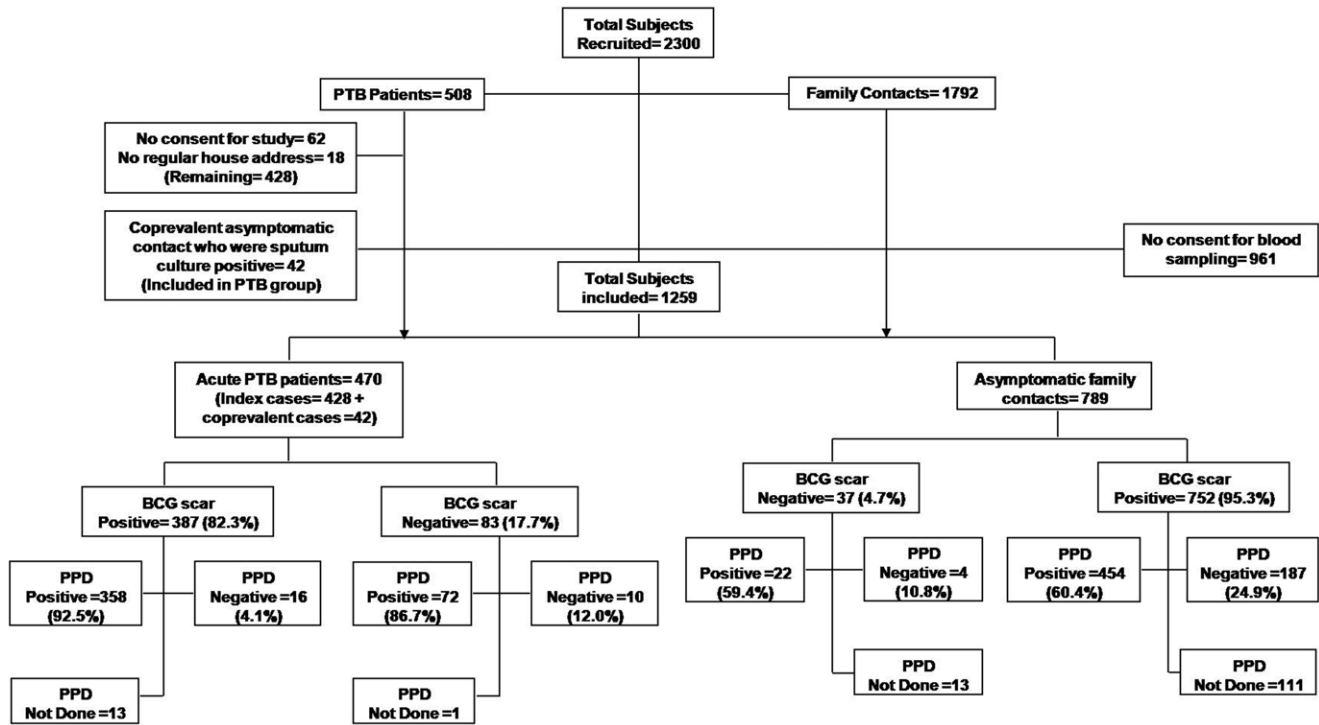 Total Subjects
Recruited= 2300
PTB Patients= 508
Family Contacts= 1792
No consent for study= 62
No regular house address= 18
(Remaining= 428)
Coprevalent asymptomatic
contact who were sputum
culture positive= 42
(Included in PTB group)
No consent for blood
sampling= 961
Total Subjects
included= 1259
Acute PTB patients= 470
(Index cases= 428 +
coprevalent cases =42)
Asymptomatic family
contacts= 789
BCG scar
Positive= 387 (82.3%)
BCG scar
Negative= 83 (17.7%)
BCG scar
Negative= 37 (4.7%)
BCG scar
Positive= 752 (95.3%)
PPD
Positive=358
(92.5%)
PPD
Negative=16
(4.1%)
PPD
Positive=72
(86.7%)
PPD
Negative=10
(12.0%)
PPD
Positive =22
(59.4%)
PPD
Negative =4
(10.8%)
PPD
Positive =454
(60.4%)
PPD
Negative =187
(24.9%)
PPD
Not Done =13
PPD
Not Done =1
PPD
Not Done =13
PPD
Not Done =111